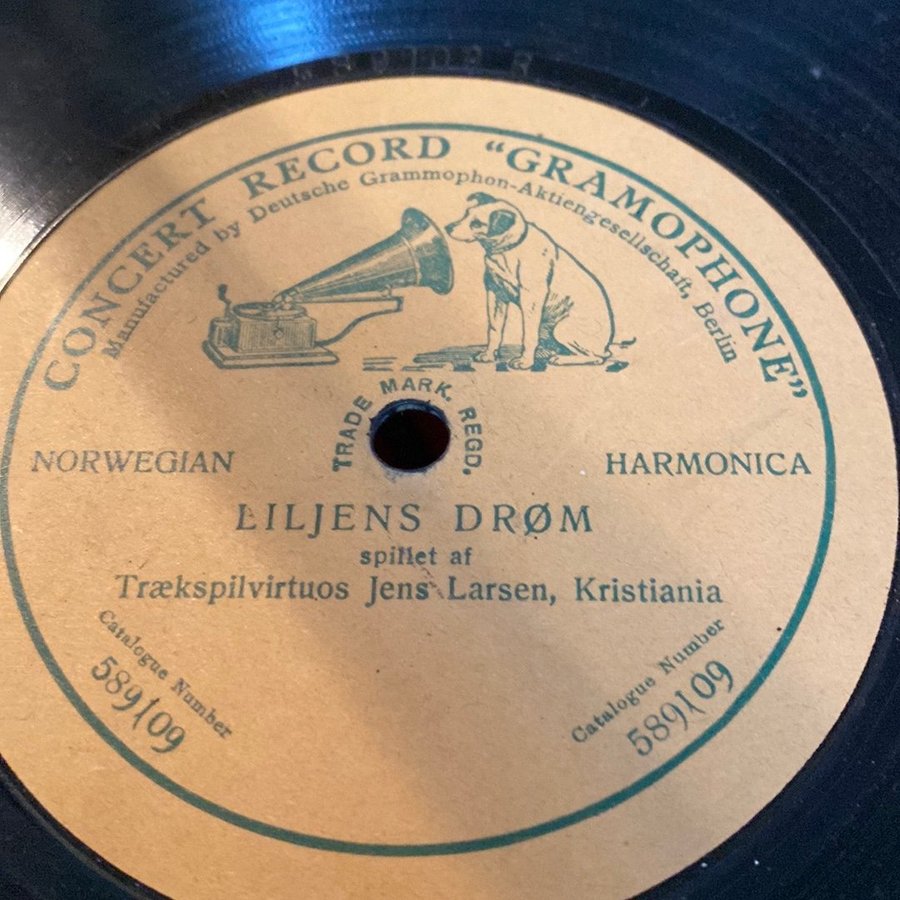 CONCERT RECORD "GRAMOPHONE"
Manufactured by Deutsche Grammophon-Aktiengesellschaft, Berlin
TRADE MARK. REGD.
NORWEGIAN
HARMONICA
LILJENS DRØM
spillet af
Trækspilvirtuos Jens Larsen, Kristiania
Catalogue Number
589109
Catalogue Number
589109